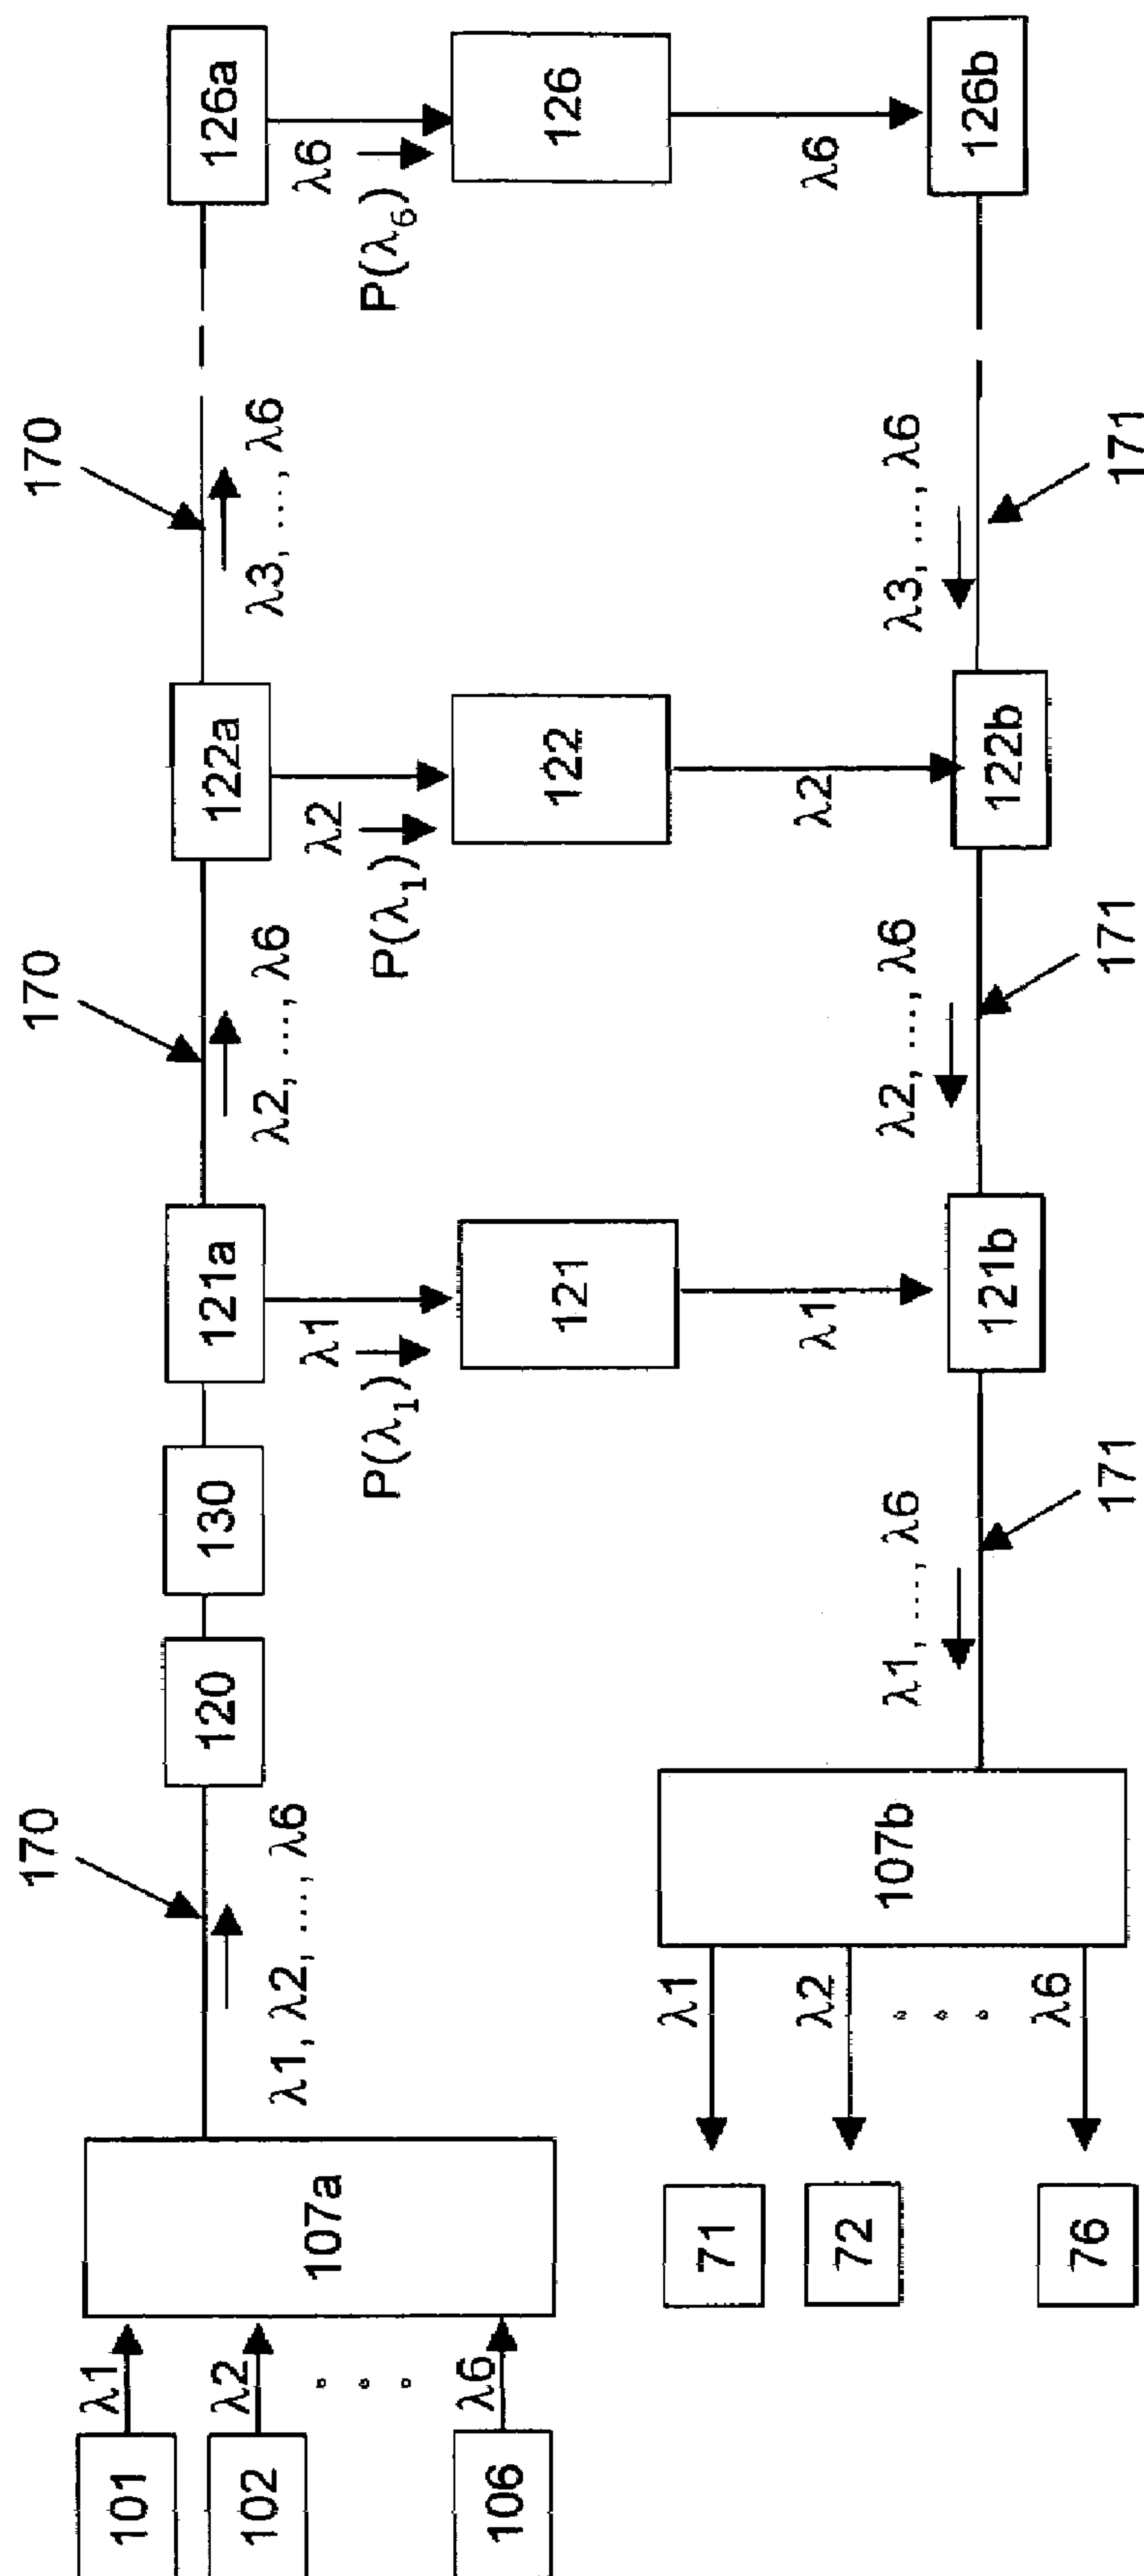 170
170
170
126a
122a
121a
130
120
λ3, ..., λ6
λ2, ..., λ6
λ1, λ2, ..., λ6
101
102
106
λ1
λ2
λ6
107a
λ6
P(λ6)
λ2
P(λ1)
λ1
P(λ1)
126
122
121
λ6
λ2
λ1
126b
122b
121b
λ3, ..., λ6
λ2, ..., λ6
λ1, ..., λ6
171
171
171
107b
λ1
λ2
λ6
71
72
76